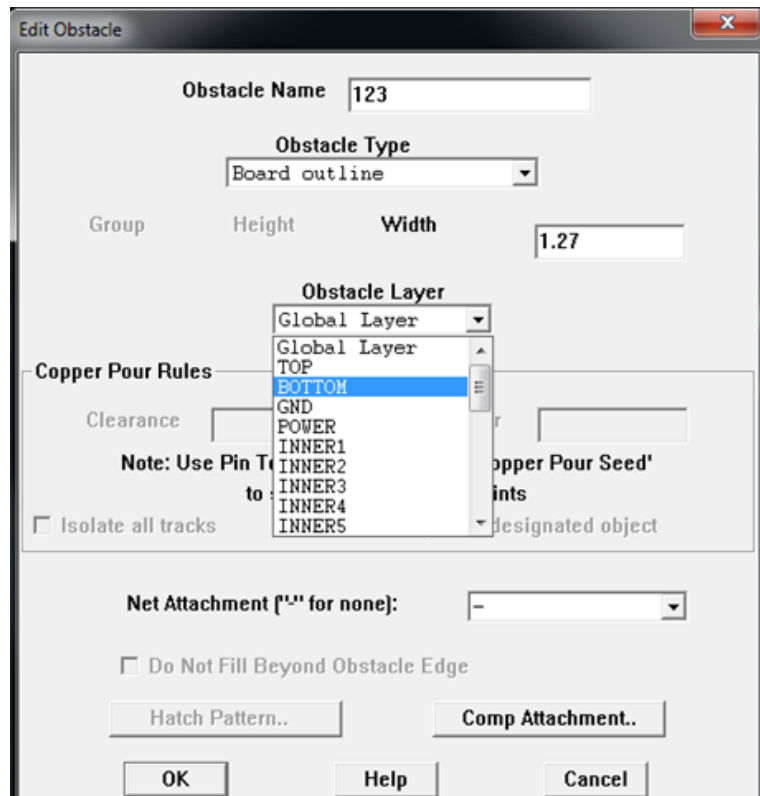 Edit Obstacle
Obstacle Name 123
Obstacle Type
Board outline
Group Height Width 1.27
Obstacle Layer
Global Layer
Global Layer
TOP
BOTTOM
GND
POWER
INNER1
INNER2
INNER3
INNER4
INNER5
Copper Pour Rules
Clearance r
Note: Use Pin T opper Pour Seed'
to ints
Isolate all tracks designated object
Net Attachment ("-" for none): -
Do Not Fill Beyond Obstacle Edge
Hatch Pattern.. Comp Attachment..
OK Help Cancel